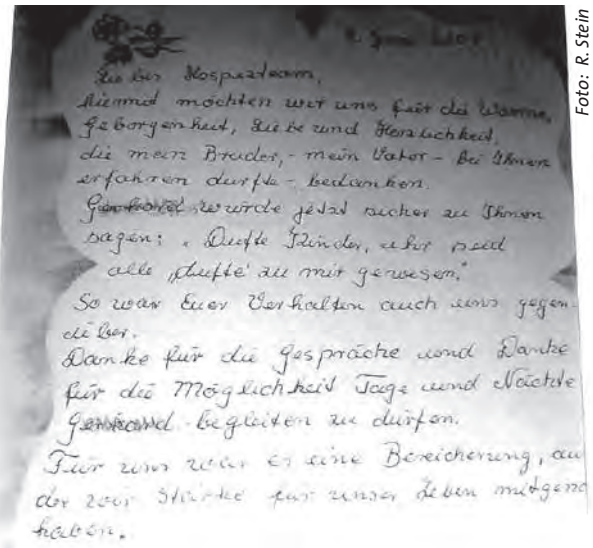 Liebes Hospizteam,
hiermit möchten wir uns für die Wärme,
Geborgenheit, Liebe und Herzlichkeit,
die mein Bruder, - mein Vater - bei Ihnen
erfahren durfte - bedanken.
würde jetzt sicher zu Ihnen
sagen: „Dufte Kinder, ihr seid
alle ‚dufte' zu mir gewesen."
So war Euer Verhalten auch uns gegen-
über.
Danke für die Gespräche und Danke
für die Möglichkeit Tage und Nächte
begleiten zu dürfen.
Für uns war es eine Bereicherung, au
der wir Stärke für unser Leben mitgeno
haben.
Foto: R. Stein